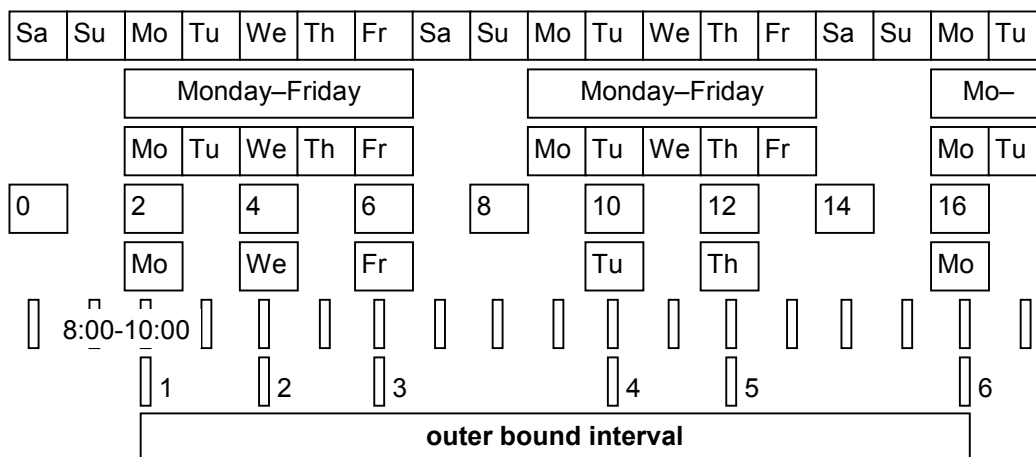 Sa Su Mo Tu We Th Fr Sa Su Mo Tu We Th Fr Sa Su Mo Tu
Monday–Friday Monday–Friday Mo–
Mo Tu We Th Fr Mo Tu We Th Fr Mo Tu
0 2 4 6 8 10 12 14 16
Mo We Fr Tu Th Mo
8:00-10:00
1 2 3 4 5 6
outer bound interval